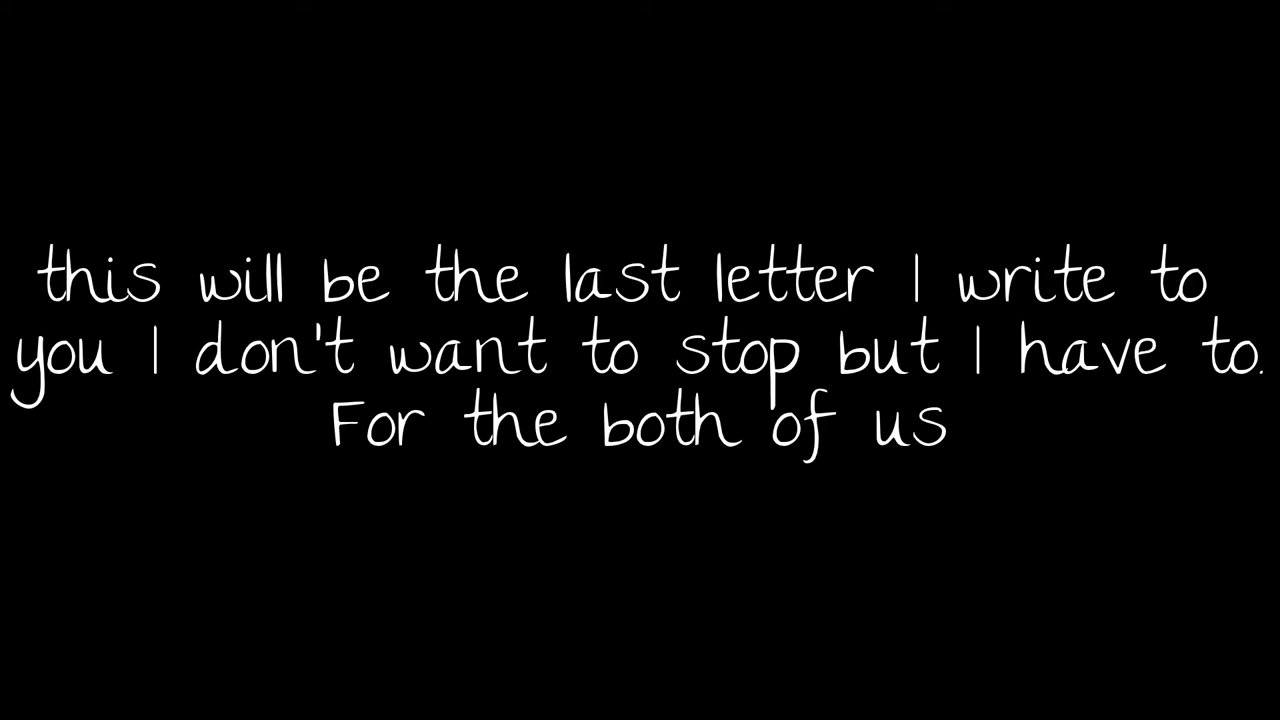 this will be the last letter I write to
you I don't want to stop but I have to.
For the both of us